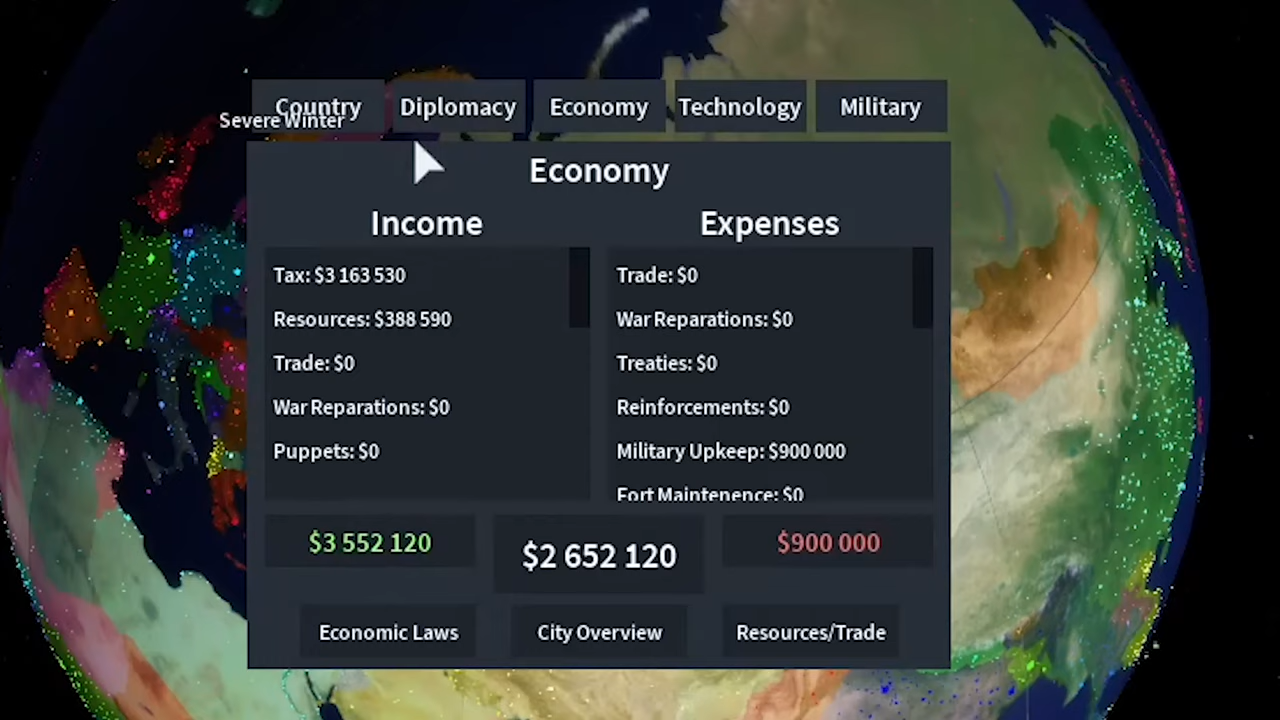 Country Diplomacy Economy Technology Military
Severe Winter
Economy
Income Expenses
Tax: $3 163 530 Trade: $0
Resources: $388 590 War Reparations: $0
Trade: $0 Treaties: $0
War Reparations: $0 Reinforcements: $0
Puppets: $0 Military Upkeep: $900 000
Fort Maintenence: $0
$3 552 120 $2 652 120 $900 000
Economic Laws City Overview Resources/Trade